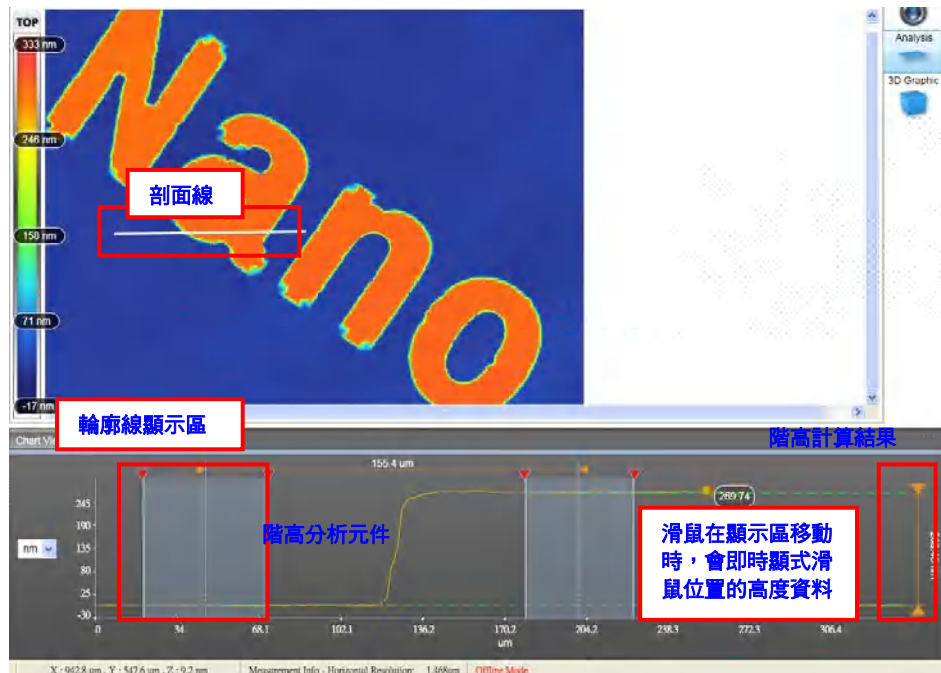 TOP
333 nm
246 nm
158 nm
71 nm
-17 nm
Nano
Analysis
3D Graphic
剖面線
輪廓線顯示區
階高計算結果
155.4 um
269.74
階高分析元件
滑鼠在顯示區移動
時，會即時顯式滑
鼠位置的高度資料
nm
245
190
135
80
25
-30
0 34 68.1 102.1 136.2 170.2 204.2 238.3 272.3 306.4
um
X : 942.8 um , Y : 547.6 um , Z : 9.2 nm Measurement Info - Horizontal Resolution: 1.468um Offline Mode